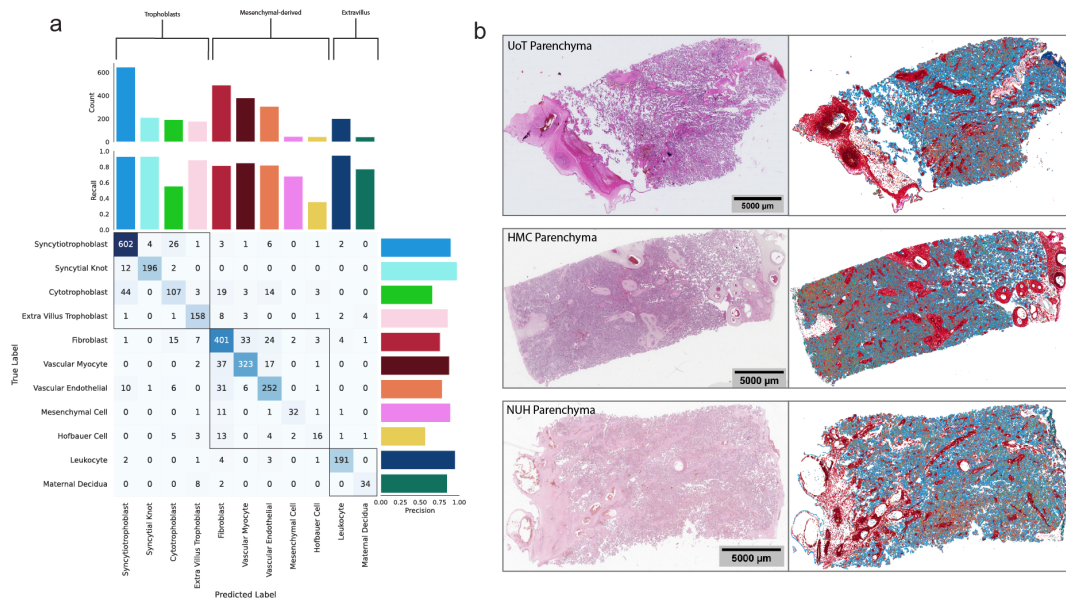 a
Trophoblasts
Mesenchymal-derived
Extravillus
Count
600
400
200
0
Recall
0.8
0.6
0.4
0.2
0.0
True Label
Syncytiotrophoblast 602 4 26 1 3 1 6 0 1 2 0
Syncytial Knot 12 196 2 0 0 0 0 0 0 0 0
Cytotrophoblast 44 0 107 3 19 3 14 0 3 0 0
Extra Villus Trophoblast 1 0 1 158 8 3 0 0 1 2 4
Fibroblast 1 0 15 7 401 33 24 2 3 4 1
Vascular Myocyte 0 0 0 2 37 323 17 0 1 0 0
Vascular Endothelial 10 1 6 0 31 6 252 0 1 0 0
Mesenchymal Cell 0 0 0 1 11 0 1 32 1 1 0
Hofbauer Cell 0 0 5 3 13 0 4 2 16 1 1
Leukocyte 2 0 0 1 4 0 3 0 1 191 0
Maternal Decidua 0 0 0 8 2 0 0 0 0 0 34
0.00 0.25 0.50 0.75 1.00
Precision
Syncytiotrophoblast
Syncytial Knot
Cytotrophoblast
Extra Villus Trophoblast
Fibroblast
Vascular Myocyte
Vascular Endothelial
Mesenchymal Cell
Hofbauer Cell
Leukocyte
Maternal Decidua
Predicted Label
b
UoT Parenchyma
5000 μm
HMC Parenchyma
5000 μm
NUH Parenchyma
5000 μm